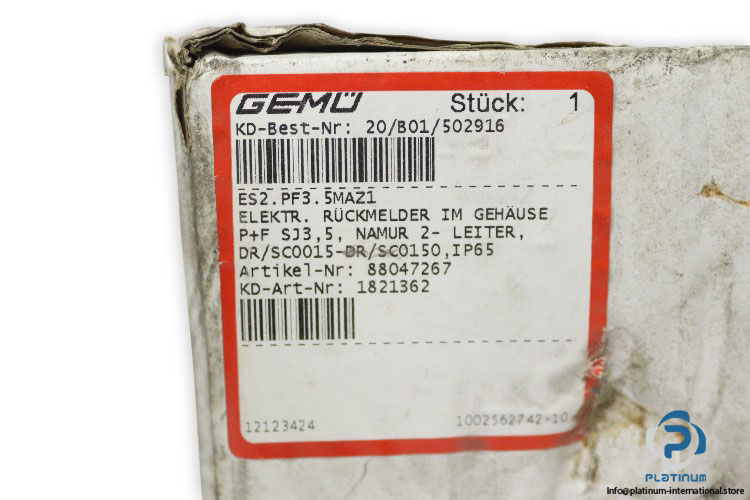 GEMÜ Stück: 1
KD-Best-Nr: 20/B01/502916
ES2.PF3.5MAZ1
ELEKTR. RÜCKMELDER IM GEHÄUSE
P+F SJ3,5, NAMUR 2- LEITER,
DR/SC0015-DR/SC0150,IP65
Artikel-Nr: 88047267
KD-Art-Nr: 1821362
12123424 1002562742-10
PLATINUM
Info@platinum-international.store